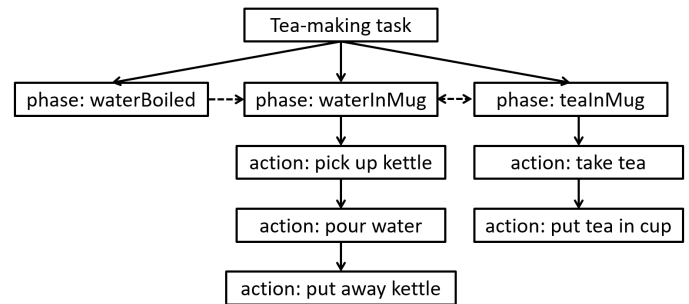 Tea-making task
phase: waterBoiled
phase: waterInMug
phase: teaInMug
action: pick up kettle
action: take tea
action: pour water
action: put tea in cup
action: put away kettle